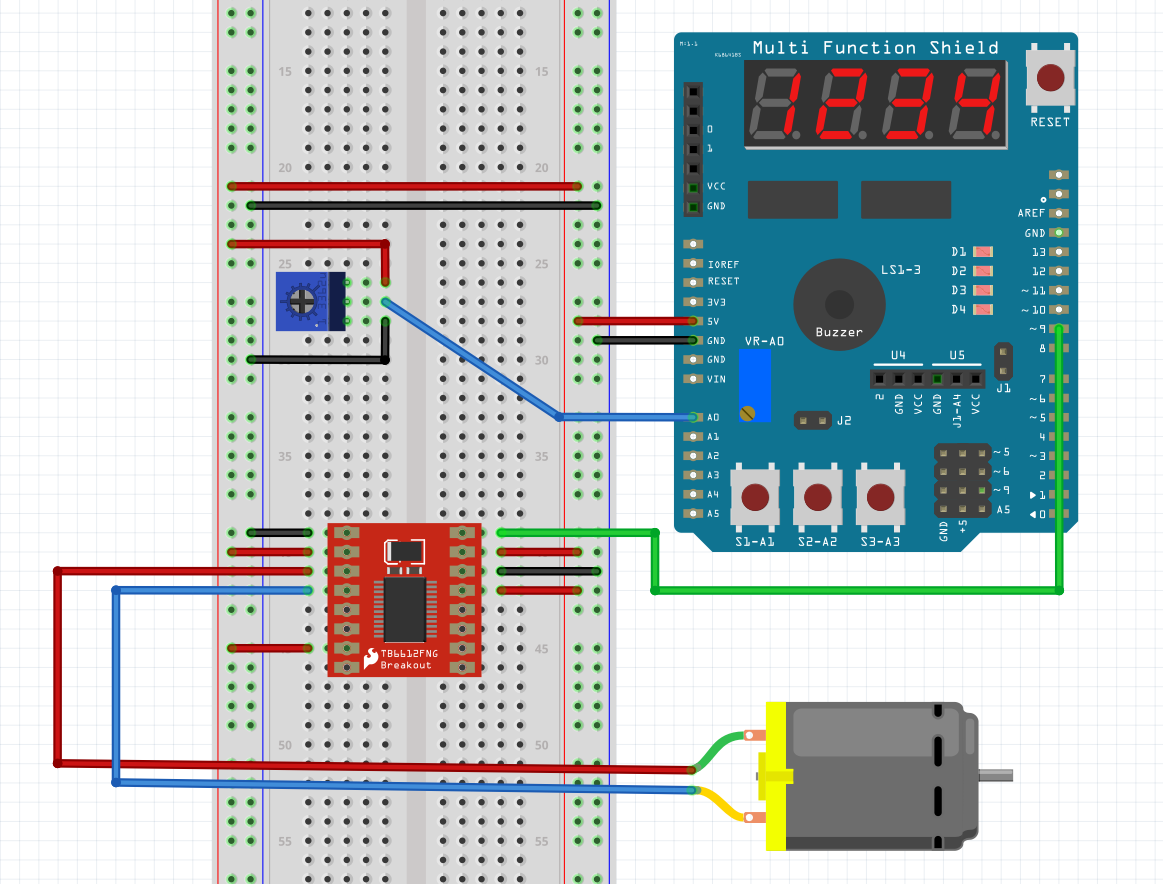 Multi Function Shield
RESET
0
1
VCC
GND
AREF
GND
13
12
~11
~10
~9
8
7
~6
~5
4
~3
2
▶1
◀0
IOREF
RESET
3V3
5V
GND
GND
VIN
A0
A1
A2
A3
A4
A5
D1
D2
D3
D4
LS1-3
Buzzer
VR-A0
U4
U5
2
GND
VCC
GND
J1-A4
VCC
J1
J2
~5
~6
~9
A5
GND
+5
S1-A1
S2-A2
S3-A3
15
15
20
20
25
25
30
30
35
35
45
50
50
55
55
TB6612FNG
Breakout
1234